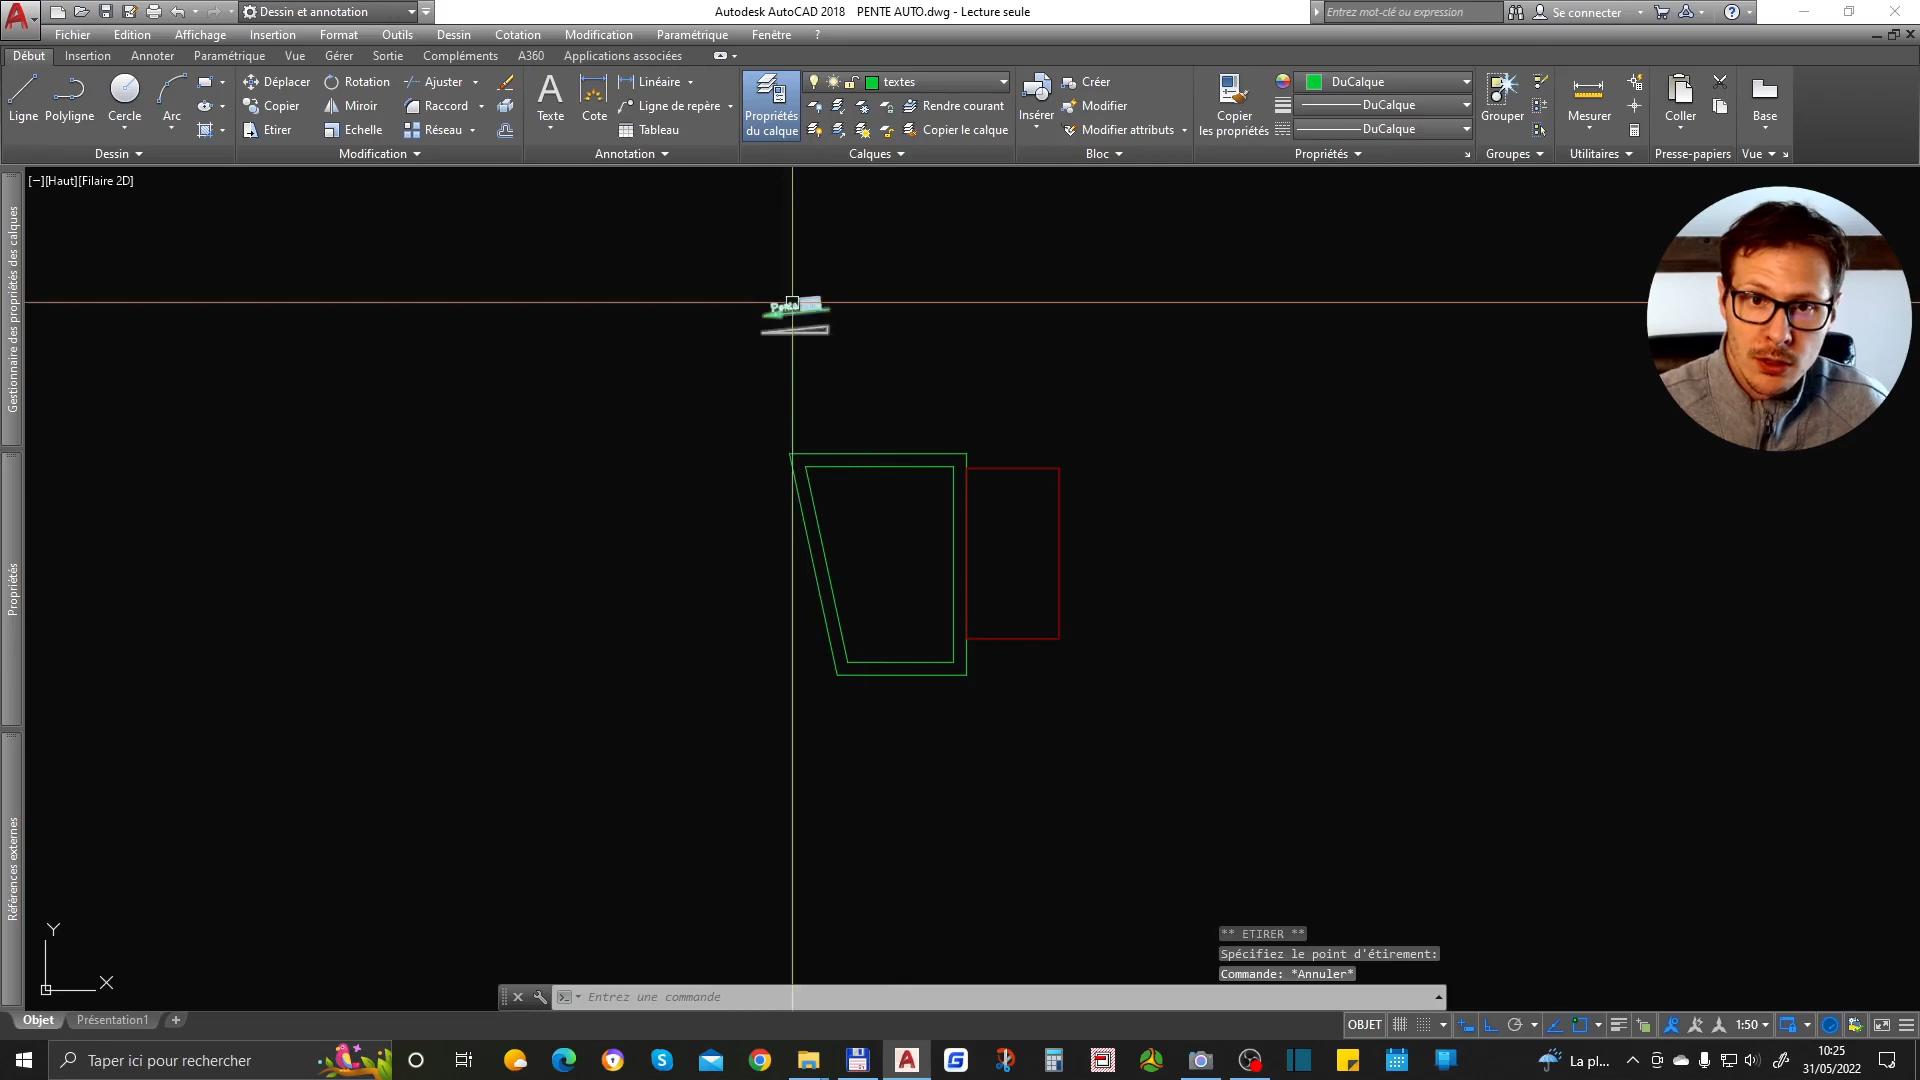 Dessin et annotation
Autodesk AutoCAD 2018 PENTE AUTO.dwg - Lecture seule
Entrez mot-clé ou expression
Se connecter
Fichier Edition Affichage Insertion Format Outils Dessin Cotation Modification Paramétrique Fenêtre ?
Début Insertion Annoter Paramétrique Vue Gérer Sortie Compléments A360 Applications associées
Ligne Polyligne Cercle Arc
Déplacer Rotation Ajuster
Copier Miroir Raccord
Etirer Echelle Réseau
Texte Cote
Linéaire
Ligne de repère
Tableau
Propriétés du calque
textes
Rendre courant
Copier le calque
Insérer
Créer
Modifier
Modifier attributs
Copier les propriétés
DuCalque
DuCalque
DuCalque
Grouper
Mesurer
Coller
Base
Dessin Modification Annotation Calques Bloc Propriétés Groupes Utilitaires Presse-papiers Vue
[−][Haut][Filaire 2D]
Gestionnaire des propriétés des calques
Propriétés
Références externes
Pente
Y
X
** ETIRER **
Spécifiez le point d'étirement:
Commande: *Annuler*
Entrez une commande
Objet Présentation1 +
OBJET
1:50
Taper ici pour rechercher
La pl...
10:25
31/05/2022